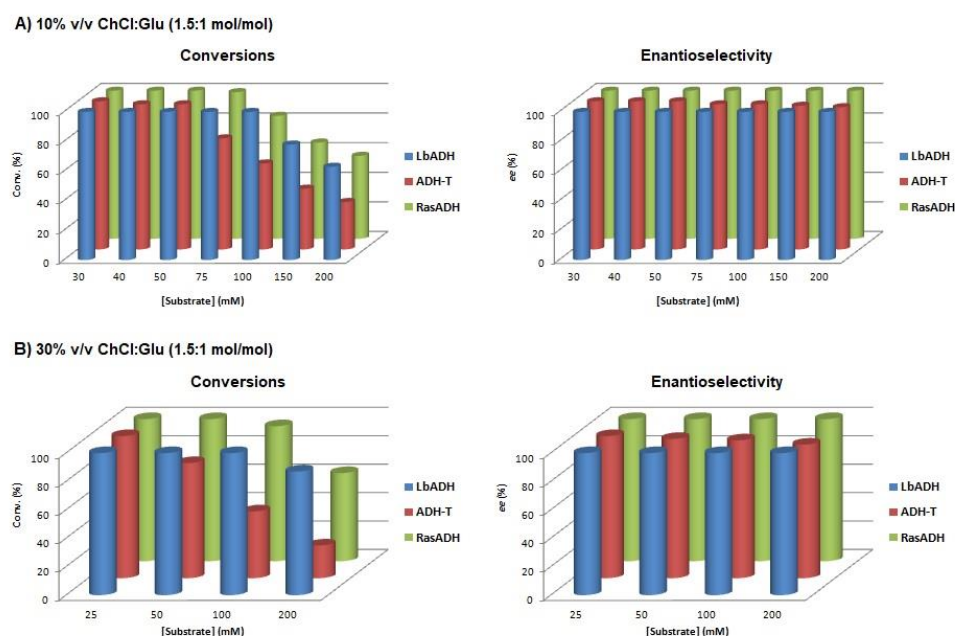 A) 10% v/v ChCl:Glu (1.5:1 mol/mol)
Conversions
Conv. (%)
100
80
60
40
20
0
30 40 50 75 100 150 200
[Substrate] (mM)
LbADH
ADH-T
RasADH
Enantioselectivity
ee (%)
100
80
60
40
20
0
30 40 50 75 100 150 200
[Substrate] (mM)
LbADH
ADH-T
RasADH
B) 30% v/v ChCl:Glu (1.5:1 mol/mol)
Conversions
Conv. (%)
100
80
60
40
20
0
25 50 100 200
[Substrate] (mM)
LbADH
ADH-T
RasADH
Enantioselectivity
ee (%)
100
80
60
40
20
0
25 50 100 200
[Substrate] (mM)
LbADH
ADH-T
RasADH